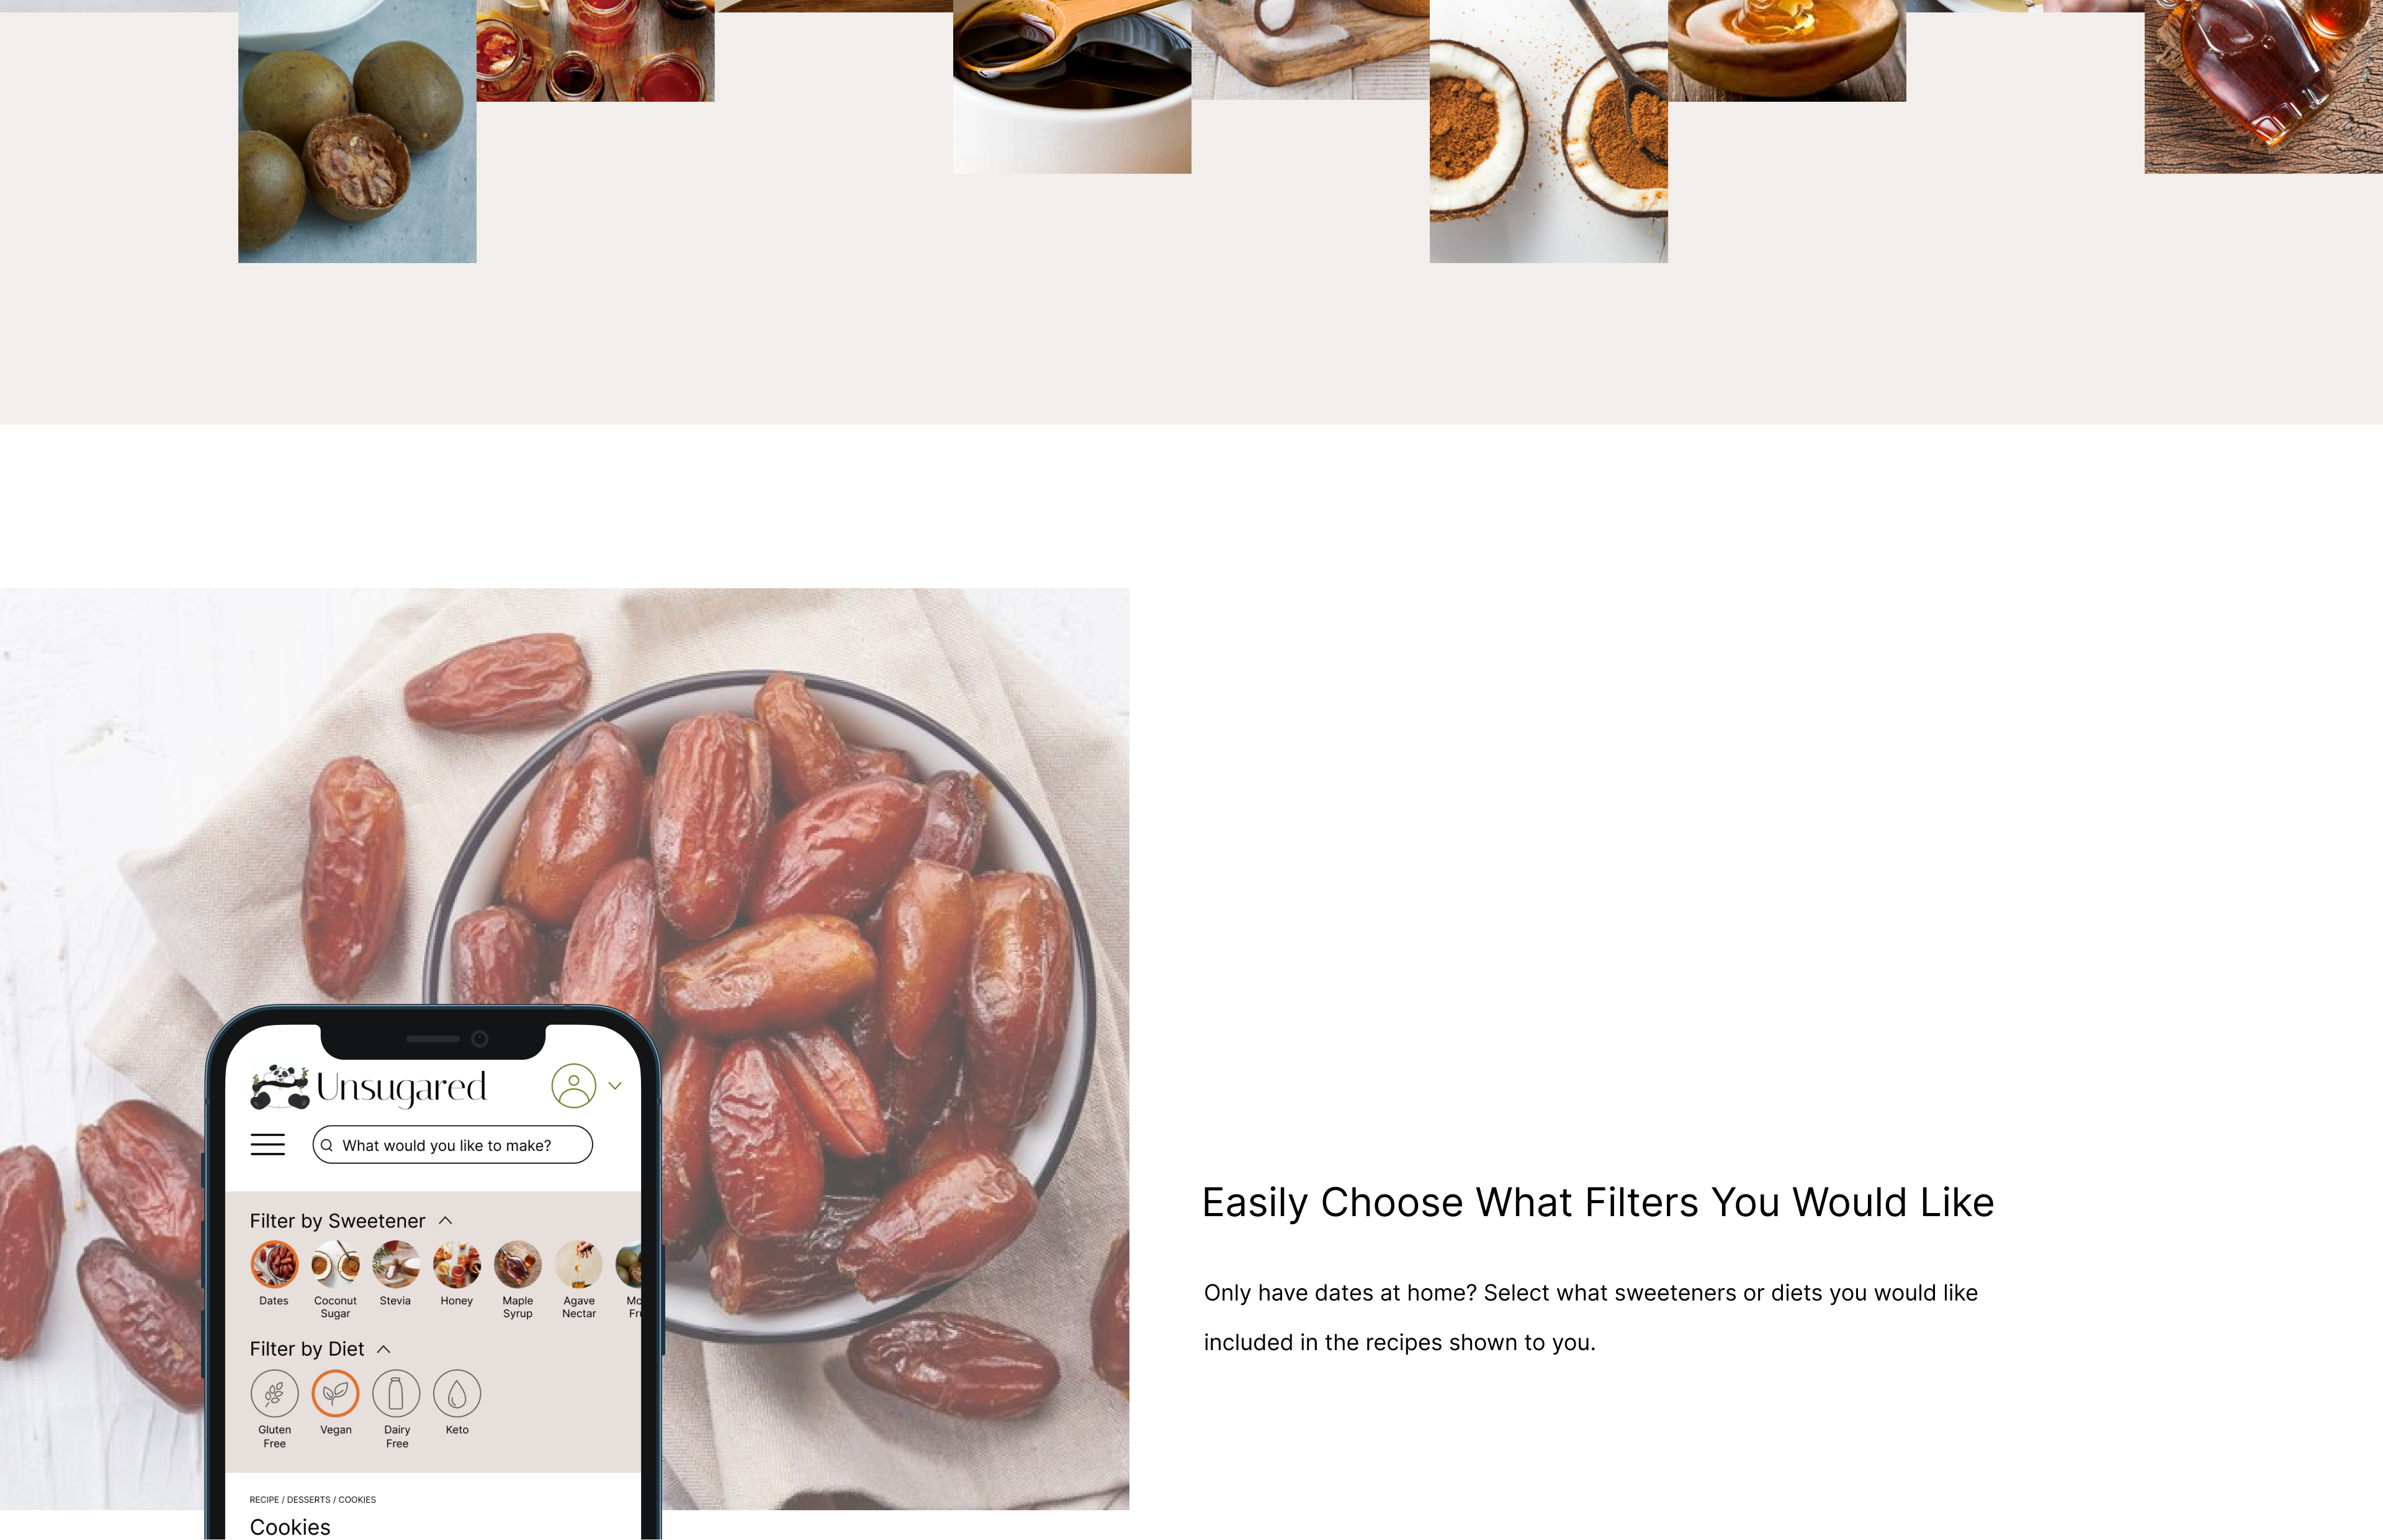 Unsugared
What would you like to make?
Filter by Sweetener
Dates
Coconut
Sugar
Stevia
Honey
Maple
Syrup
Agave
Nectar
Filter by Diet
Gluten
Free
Vegan
Dairy
Free
Keto
RECIPE / DESSERTS / COOKIES
Cookies
Easily Choose What Filters You Would Like
Only have dates at home? Select what sweeteners or diets you would like
included in the recipes shown to you.